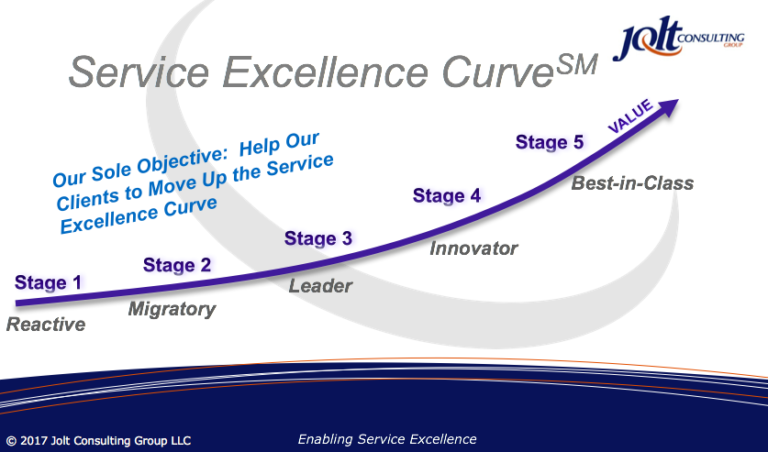 Jolt CONSULTING
GROUP
Service Excellence CurveSM
Our Sole Objective:  Help Our
Clients to Move Up the Service
Excellence Curve
VALUE
Stage 5
Best-in-Class
Stage 4
Innovator
Stage 3
Leader
Stage 2
Migratory
Stage 1
Reactive
© 2017 Jolt Consulting Group LLC
Enabling Service Excellence